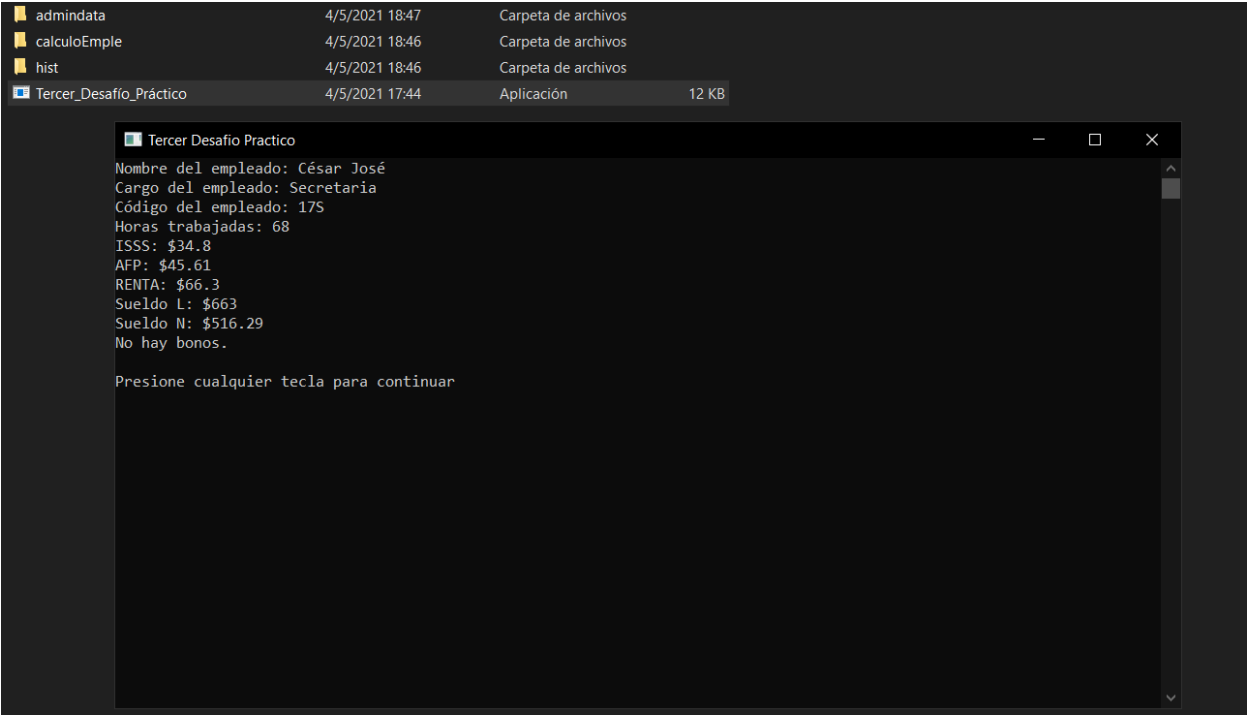 admindata 4/5/2021 18:47 Carpeta de archivos
calculoEmple 4/5/2021 18:46 Carpeta de archivos
hist 4/5/2021 18:46 Carpeta de archivos
Tercer_Desafío_Práctico 4/5/2021 17:44 Aplicación 12 KB
Tercer Desafio Practico
Nombre del empleado: César José
Cargo del empleado: Secretaria
Código del empleado: 17S
Horas trabajadas: 68
ISSS: $34.8
AFP: $45.61
RENTA: $66.3
Sueldo L: $663
Sueldo N: $516.29
No hay bonos.
Presione cualquier tecla para continuar